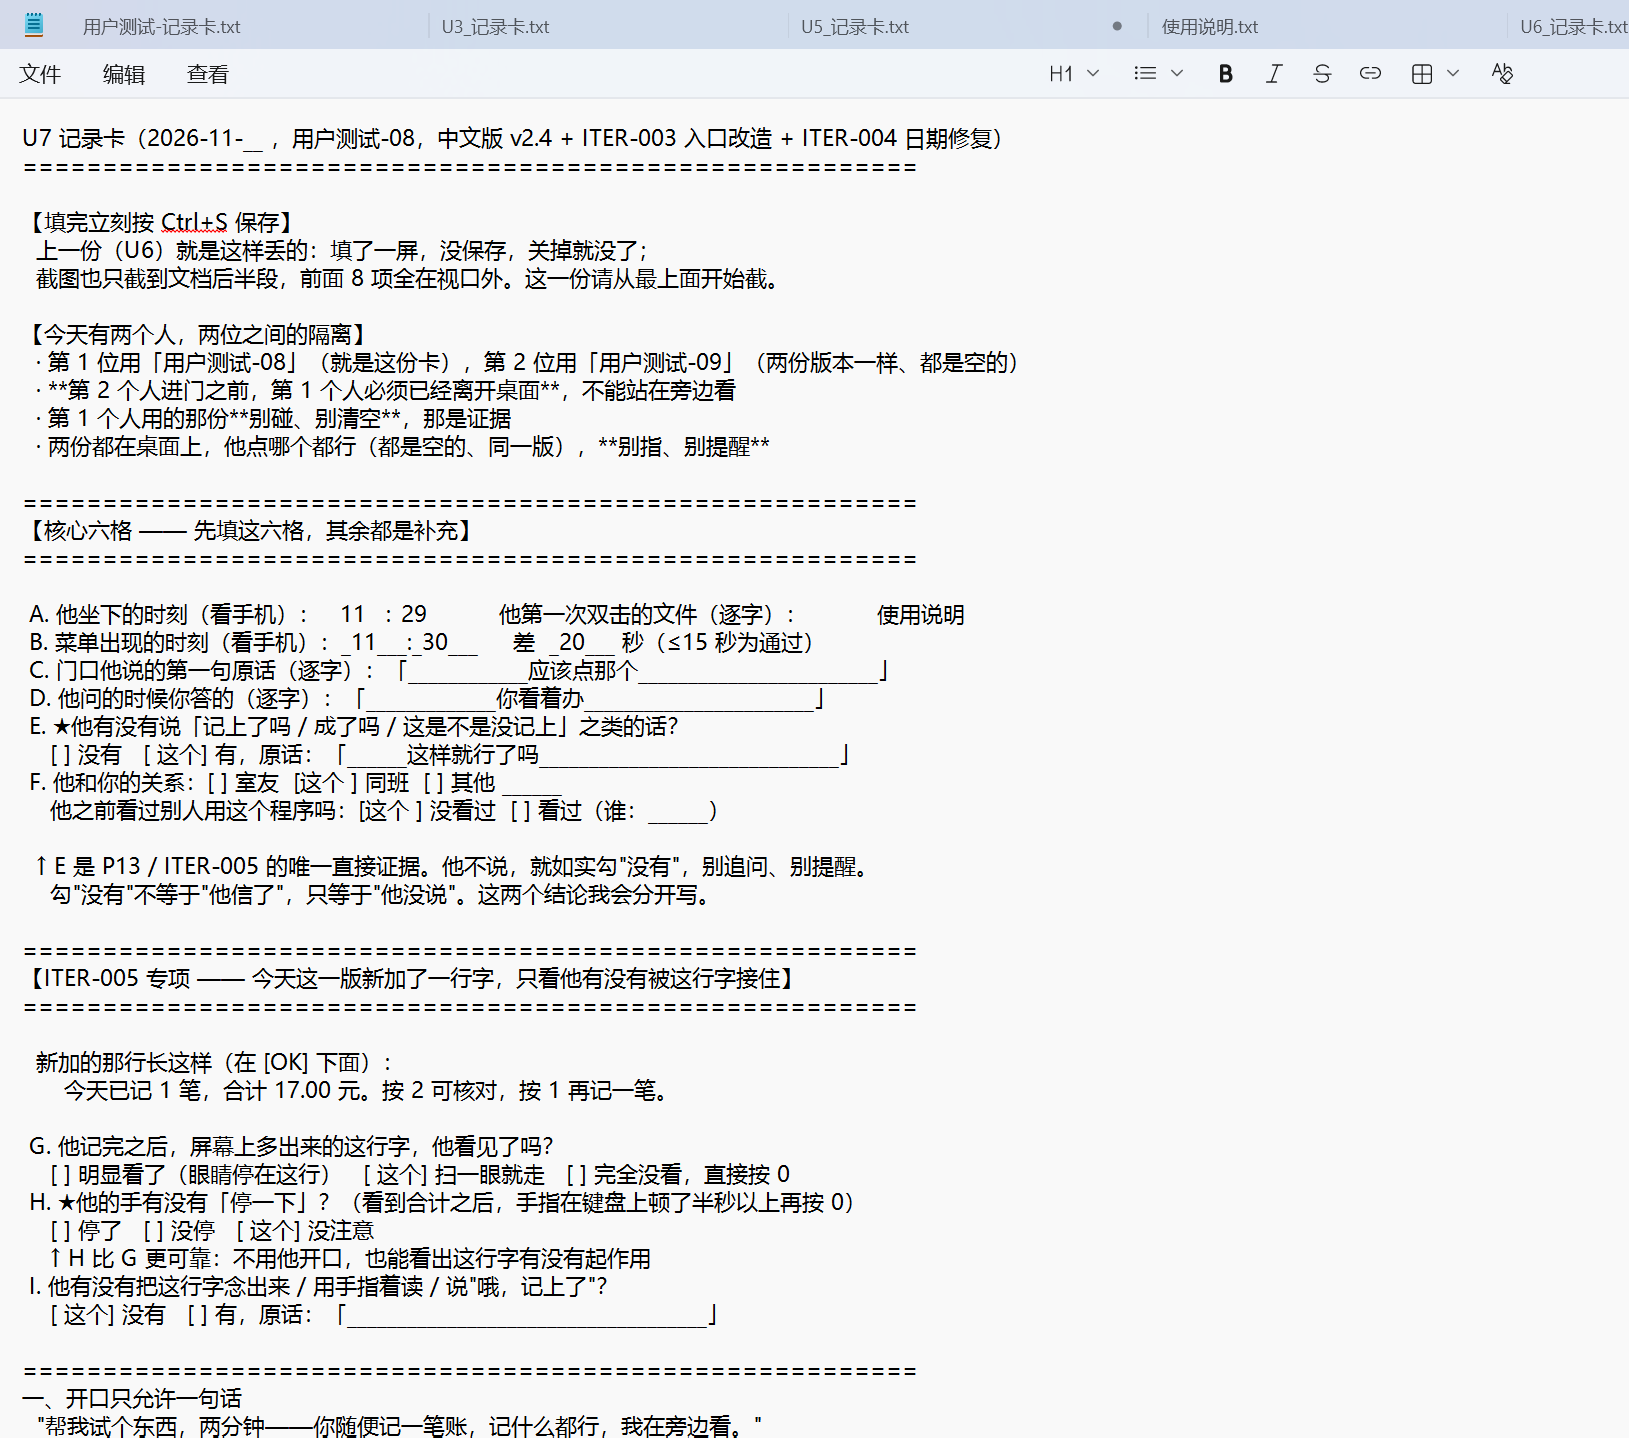 用户测试-记录卡.txt
U3_记录卡.txt
U5_记录卡.txt
使用说明.txt
U6_记录卡.txt
文件 编辑 查看 H1 B I S
U7 记录卡（2026-11-__ ，用户测试-08，中文版 v2.4 + ITER-003 入口改造 + ITER-004 日期修复）
========================================================
【填完立刻按 Ctrl+S 保存】
上一份（U6）就是这样丢的：填了一屏，没保存，关掉就没了；
截图也只截到文档后半段，前面 8 项全在视口外。这一份请从最上面开始截。
【今天有两个人，两位之间的隔离】
· 第 1 位用「用户测试-08」（就是这份卡），第 2 位用「用户测试-09」（两份版本一样、都是空的）
· **第 2 个人进门之前，第 1 个人必须已经离开桌面**，不能站在旁边看
· 第 1 个人用的那份**别碰、别清空**，那是证据
· 两份都在桌面上，他点哪个都行（都是空的、同一版），**别指、别提醒**
========================================================
【核心六格 —— 先填这六格，其余都是补充】
========================================================
A. 他坐下的时刻（看手机）： 11 ：29 他第一次双击的文件（逐字）： 使用说明
B. 菜单出现的时刻（看手机）：_11___:_30___ 差 _20___ 秒（≤15 秒为通过）
C. 门口他说的第一句原话（逐字）：「____________应该点那个________________________」
D. 他问的时候你答的（逐字）：「_____________你看着办_______________________」
E. ★他有没有说「记上了吗 / 成了吗 / 这是不是没记上」之类的话？
[ ] 没有 [ 这个] 有，原话：「______这样就行了吗______________________________」
F. 他和你的关系：[ ] 室友 [这个 ] 同班 [ ] 其他 ______
他之前看过别人用这个程序吗：[这个 ] 没看过 [ ] 看过（谁：______）
↑ E 是 P13 / ITER-005 的唯一直接证据。他不说，就如实勾"没有"，别追问、别提醒。
勾"没有"不等于"他信了"，只等于"他没说"。这两个结论我会分开写。
========================================================
【ITER-005 专项 —— 今天这一版新加了一行字，只看他有没有被这行字接住】
========================================================
新加的那行长这样（在 [OK] 下面）：
今天已记 1 笔，合计 17.00 元。按 2 可核对，按 1 再记一笔。
G. 他记完之后，屏幕上多出来的这行字，他看见了吗？
[ ] 明显看了（眼睛停在这行） [ 这个] 扫一眼就走 [ ] 完全没看，直接按 0
H. ★他的手有没有「停一下」？（看到合计之后，手指在键盘上顿了半秒以上再按 0）
[ ] 停了 [ ] 没停 [ 这个] 没注意
↑ H 比 G 更可靠：不用他开口，也能看出这行字有没有起作用
I. 他有没有把这行字念出来 / 用手指着读 / 说"哦，记上了"？
[ 这个] 没有 [ ] 有，原话：「____________________________________」
========================================================
一、开口只允许一句话
"帮我试个东西，两分钟——你随便记一笔账，记什么都行，我在旁边看。"